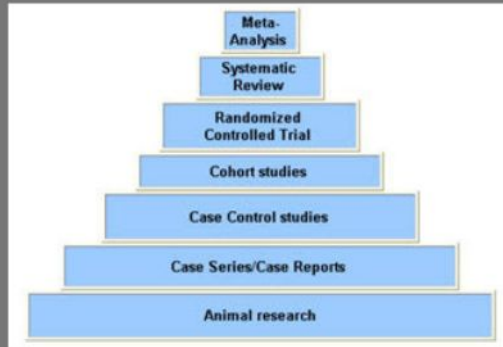 Meta-
Analysis
Systematic
Review
Randomized
Controlled Trial
Cohort studies
Case Control studies
Case Series/Case Reports
Animal research